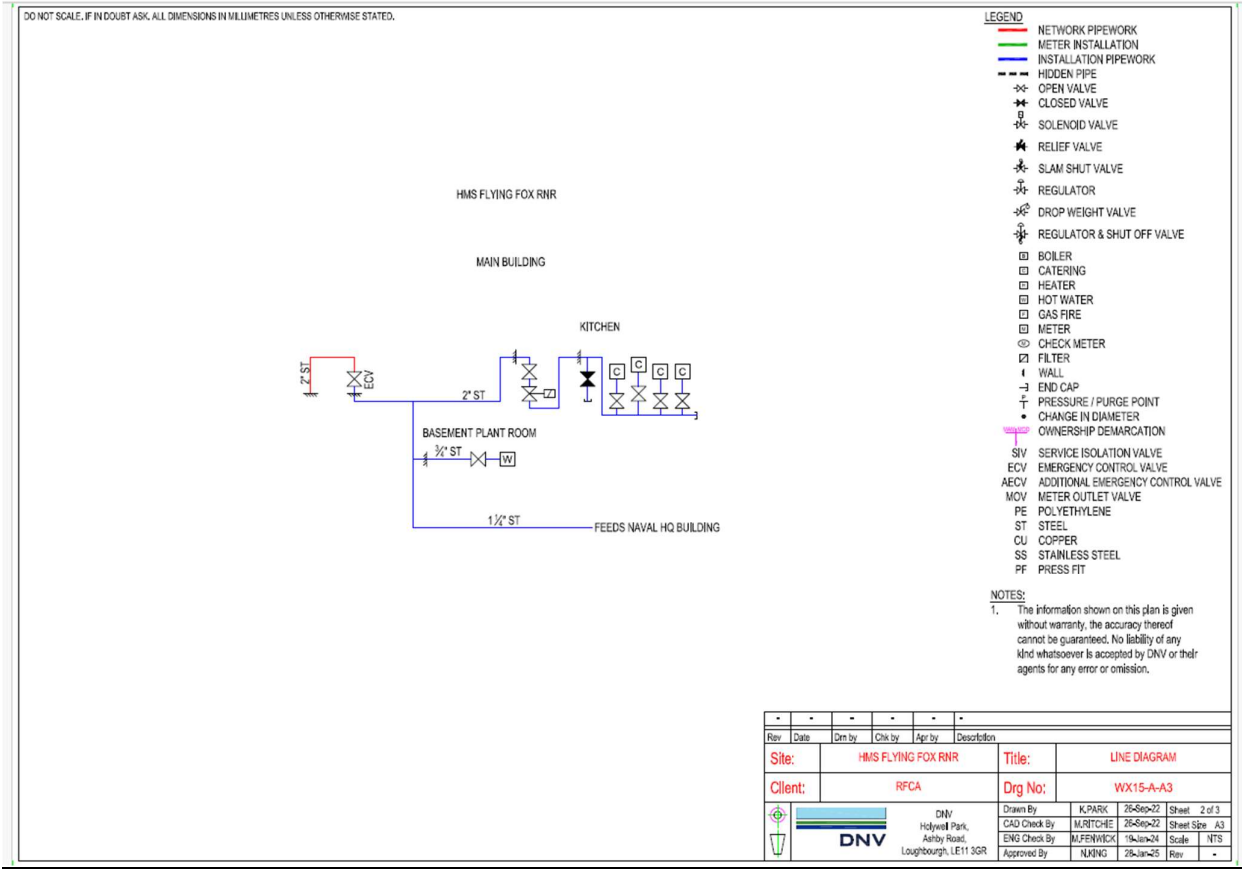 DO NOT SCALE. IF IN DOUBT ASK. ALL DIMENSIONS IN MILLIMETRES UNLESS OTHERWISE STATED.
HMS FLYING FOX RNR
MAIN BUILDING
KITCHEN
2" ST
ECV
C
C
C
C
2" ST
BASEMENT PLANT ROOM
¾" ST
W
1¼" ST
FEEDS NAVAL HQ BUILDING
LEGEND
NETWORK PIPEWORK
METER INSTALLATION
INSTALLATION PIPEWORK
HIDDEN PIPE
OPEN VALVE
CLOSED VALVE
SOLENOID VALVE
RELIEF VALVE
SLAM SHUT VALVE
REGULATOR
DROP WEIGHT VALVE
REGULATOR & SHUT OFF VALVE
BOILER
CATERING
HEATER
HOT WATER
GAS FIRE
METER
CHECK METER
FILTER
WALL
END CAP
PRESSURE / PURGE POINT
CHANGE IN DIAMETER
OWNERSHIP DEMARCATION
SIV SERVICE ISOLATION VALVE
ECV EMERGENCY CONTROL VALVE
AECV ADDITIONAL EMERGENCY CONTROL VALVE
MOV METER OUTLET VALVE
PE POLYETHYLENE
ST STEEL
CU COPPER
SS STAINLESS STEEL
PF PRESS FIT
NOTES:
1. The information shown on this plan is given
without warranty, the accuracy thereof
cannot be guaranteed. No liability of any
kind whatsoever is accepted by DNV or their
agents for any error or omission.
- - - - - -
Rev Date Drn by Chk by Apr by Description
Site: HMS FLYING FOX RNR Title: LINE DIAGRAM
Client: RFCA Drg No: WX15-A-A3
DNV
DNV
Holywell Park,
Ashby Road,
Loughbourgh, LE11 3GR
Drawn By K.PARK 26-Sep-22 Sheet 2 of 3
CAD Check By M.RITCHIE 26-Sep-22 Sheet Size A3
ENG Check By M.FENWICK 19-Jan-24 Scale NTS
Approved By N.KING 28-Jan-25 Rev -